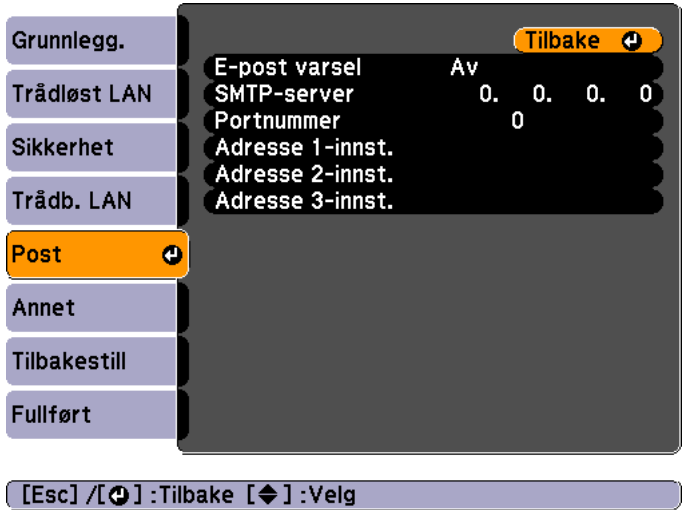 Grunnlegg.
Trådløst LAN
Sikkerhet
Trådb. LAN
Post
Annet
Tilbakestill
Fullført
Tilbake
E-post varsel Av
SMTP-server 0. 0. 0. 0
Portnummer 0
Adresse 1-innst.
Adresse 2-innst.
Adresse 3-innst.
[Esc] /[⏎] :Tilbake [◆] :Velg